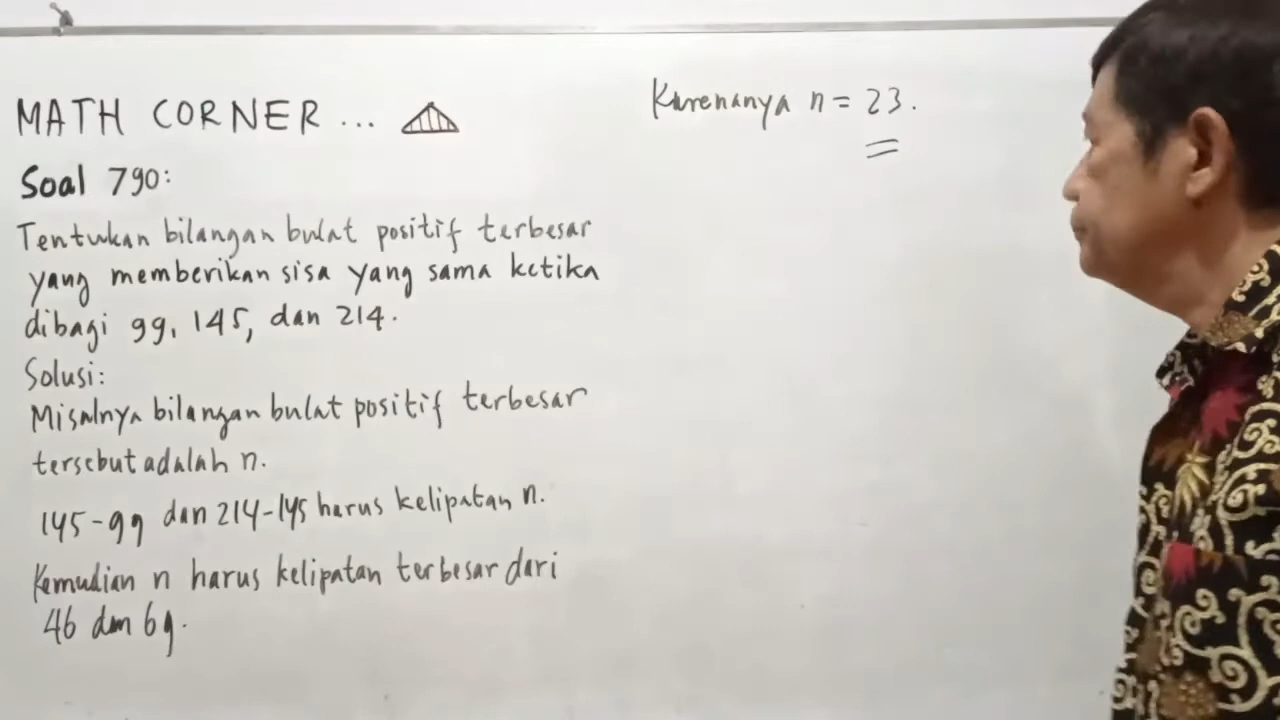 MATH CORNER ...
Soal 790:
Tentukan bilangan bulat positif terbesar
yang memberikan sisa yang sama ketika
dibagi 99, 145, dan 214.
Solusi:
Misalnya bilangan bulat positif terbesar
tersebut adalah n.
145-99 dan 214-145 harus kelipatan n.
Kemudian n harus kelipatan terbesar dari
46 dan 69.
Karenanya n = 23.